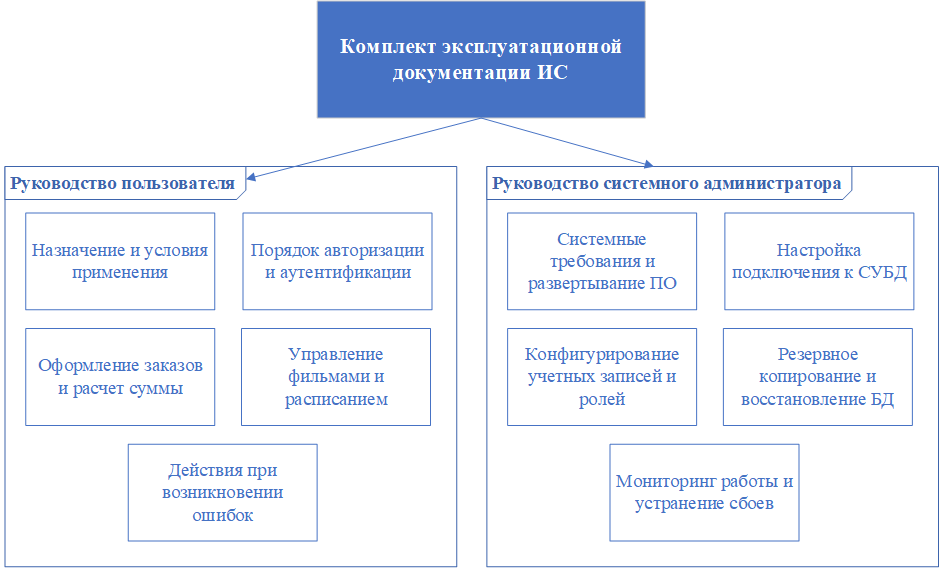 Комплект эксплуатационной
документации ИС
Руководство пользователя
Назначение и условия
применения
Порядок авторизации
и аутентификации
Оформление заказов
и расчет суммы
Управление
фильмами и
расписанием
Действия при
возникновении
ошибок
Руководство системного администратора
Системные
требования и
развертывание ПО
Настройка
подключения к СУБД
Конфигурирование
учетных записей и
ролей
Резервное
копирование и
восстановление БД
Мониторинг работы и
устранение сбоев